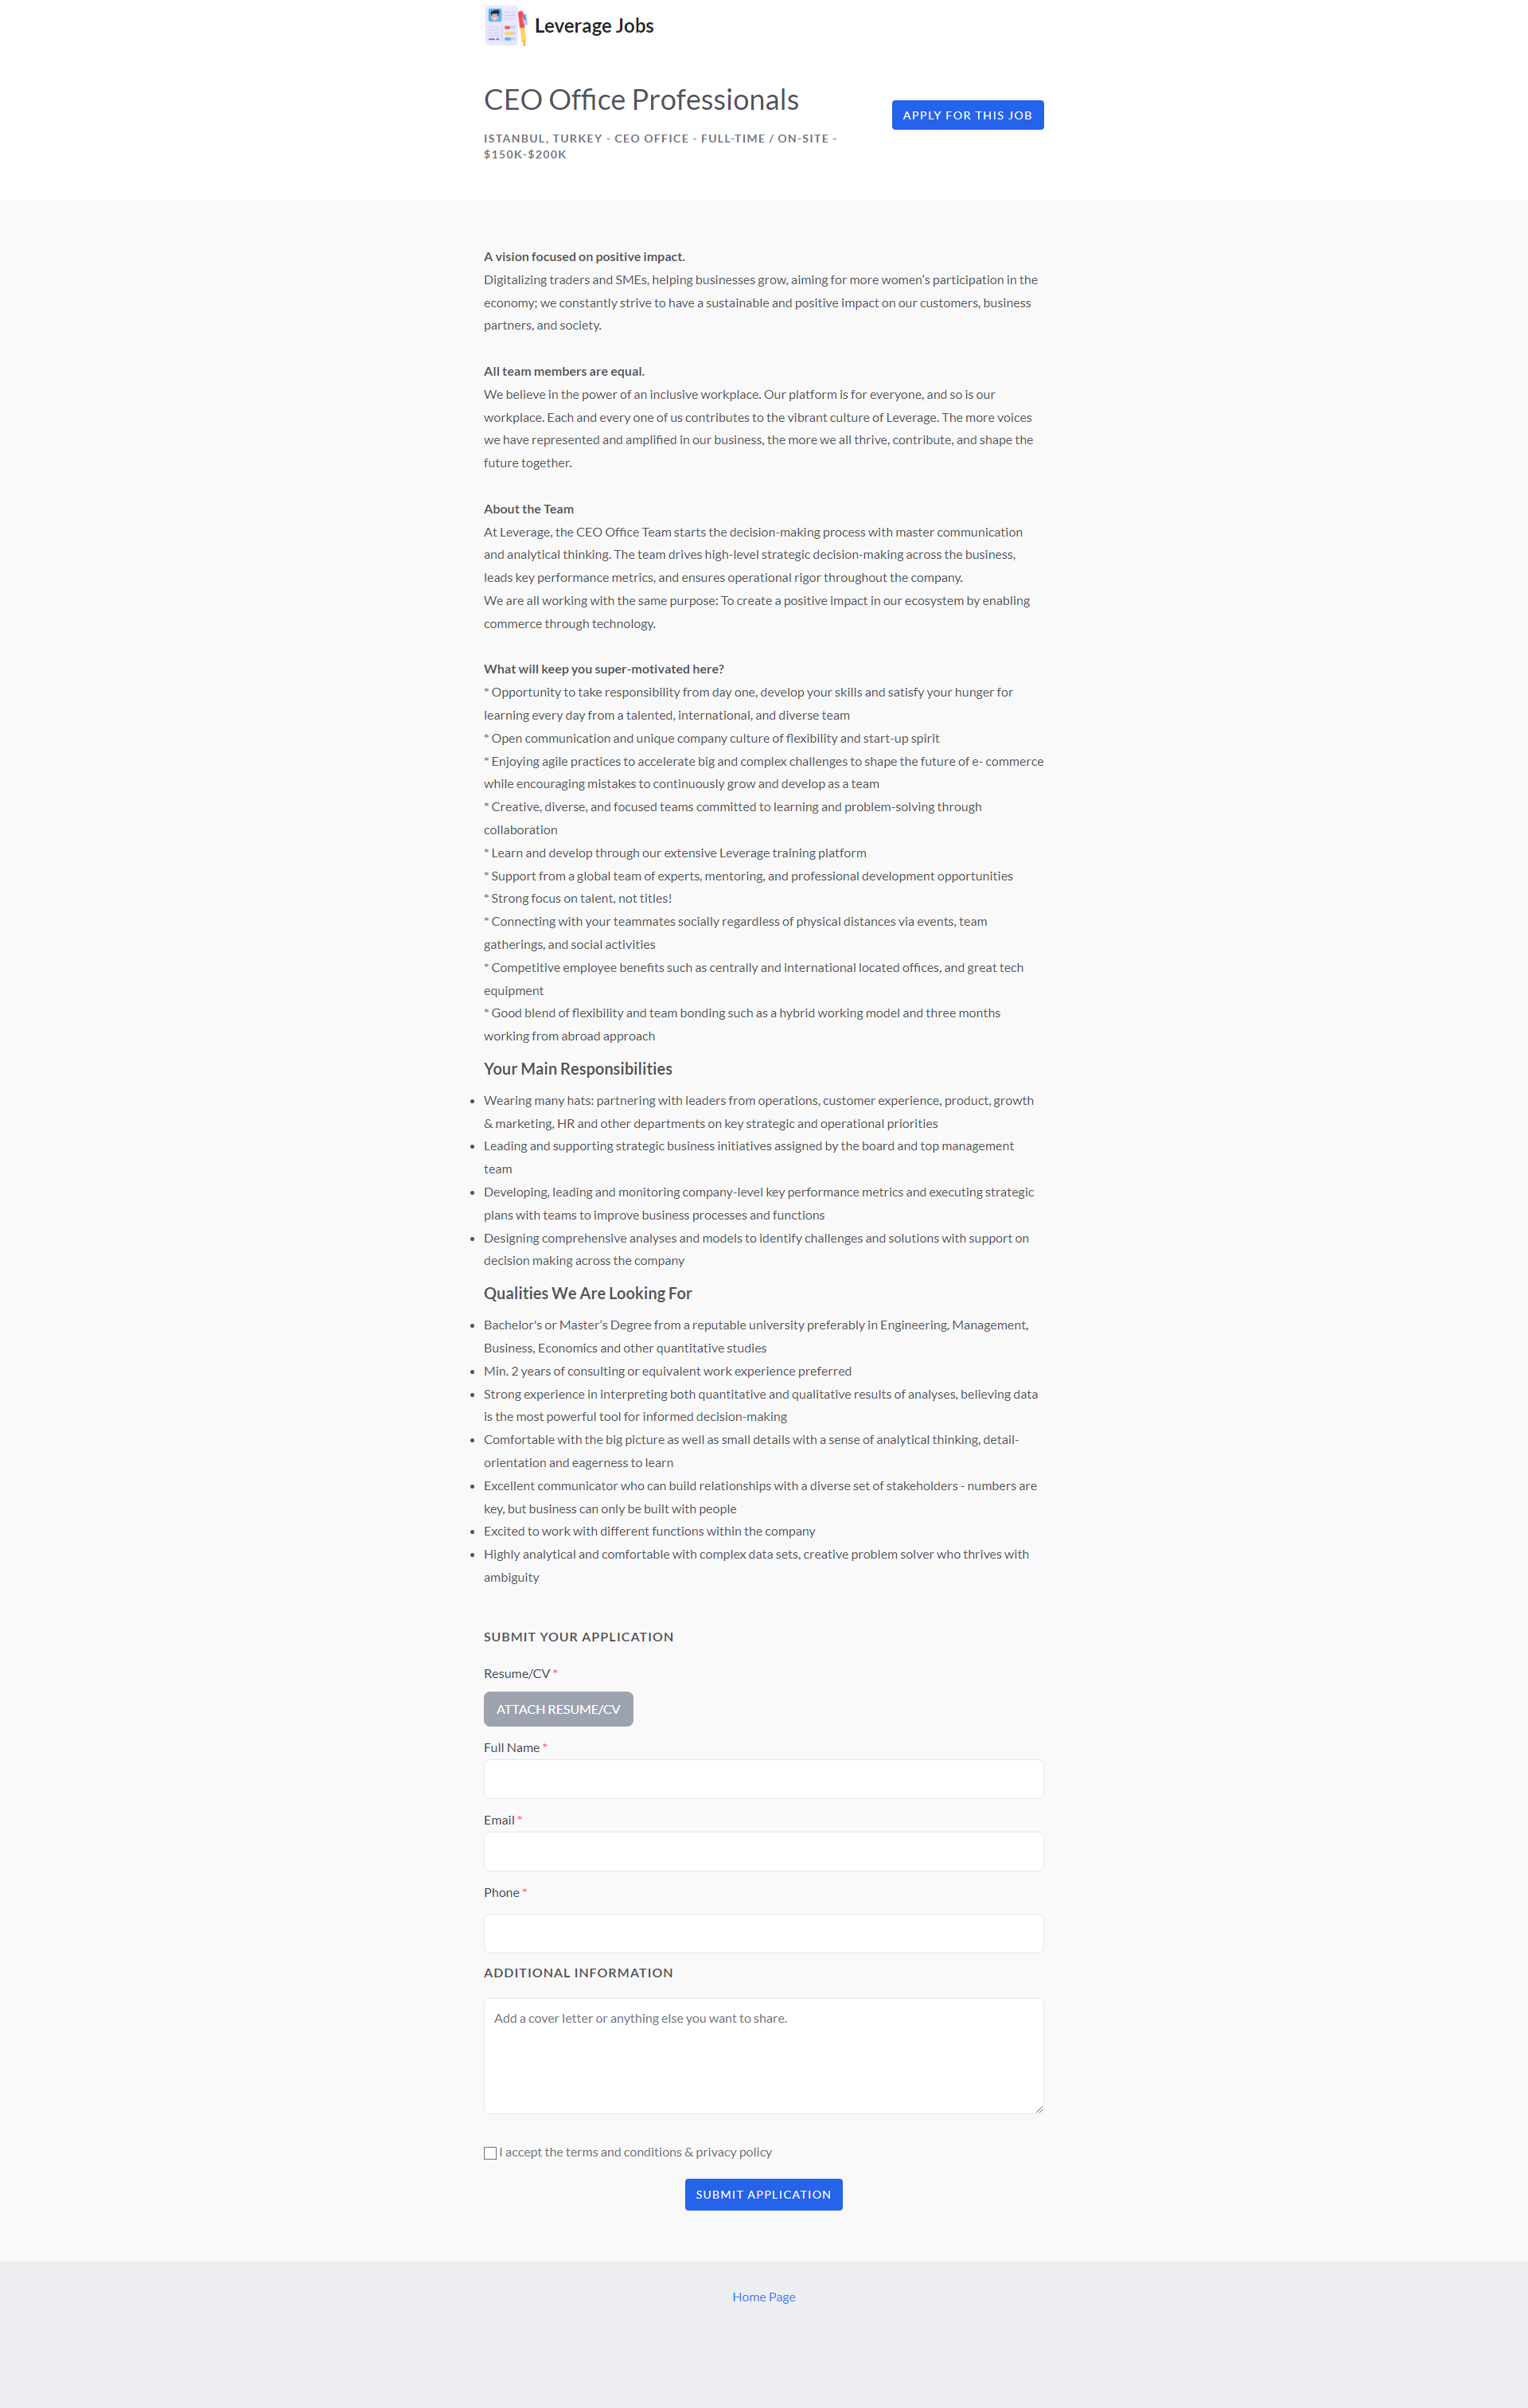 Leverage Jobs
CEO Office Professionals
APPLY FOR THIS JOB
ISTANBUL, TURKEY - CEO OFFICE - FULL-TIME / ON-SITE -
$150K-$200K
A vision focused on positive impact.
Digitalizing traders and SMEs, helping businesses grow, aiming for more women’s participation in the
economy; we constantly strive to have a sustainable and positive impact on our customers, business
partners, and society.
All team members are equal.
We believe in the power of an inclusive workplace. Our platform is for everyone, and so is our
workplace. Each and every one of us contributes to the vibrant culture of Leverage. The more voices
we have represented and amplified in our business, the more we all thrive, contribute, and shape the
future together.
About the Team
At Leverage, the CEO Office Team starts the decision-making process with master communication
and analytical thinking. The team drives high-level strategic decision-making across the business,
leads key performance metrics, and ensures operational rigor throughout the company.
We are all working with the same purpose: To create a positive impact in our ecosystem by enabling
commerce through technology.
What will keep you super-motivated here?
* Opportunity to take responsibility from day one, develop your skills and satisfy your hunger for
learning every day from a talented, international, and diverse team
* Open communication and unique company culture of flexibility and start-up spirit
* Enjoying agile practices to accelerate big and complex challenges to shape the future of e- commerce
while encouraging mistakes to continuously grow and develop as a team
* Creative, diverse, and focused teams committed to learning and problem-solving through
collaboration
* Learn and develop through our extensive Leverage training platform
* Support from a global team of experts, mentoring, and professional development opportunities
* Strong focus on talent, not titles!
* Connecting with your teammates socially regardless of physical distances via events, team
gatherings, and social activities
* Competitive employee benefits such as centrally and international located offices, and great tech
equipment
* Good blend of flexibility and team bonding such as a hybrid working model and three months
working from abroad approach
Your Main Responsibilities
• Wearing many hats: partnering with leaders from operations, customer experience, product, growth
& marketing, HR and other departments on key strategic and operational priorities
• Leading and supporting strategic business initiatives assigned by the board and top management
team
• Developing, leading and monitoring company-level key performance metrics and executing strategic
plans with teams to improve business processes and functions
• Designing comprehensive analyses and models to identify challenges and solutions with support on
decision making across the company
Qualities We Are Looking For
• Bachelor's or Master’s Degree from a reputable university preferably in Engineering, Management,
Business, Economics and other quantitative studies
• Min. 2 years of consulting or equivalent work experience preferred
• Strong experience in interpreting both quantitative and qualitative results of analyses, believing data
is the most powerful tool for informed decision-making
• Comfortable with the big picture as well as small details with a sense of analytical thinking, detail-
orientation and eagerness to learn
• Excellent communicator who can build relationships with a diverse set of stakeholders - numbers are
key, but business can only be built with people
• Excited to work with different functions within the company
• Highly analytical and comfortable with complex data sets, creative problem solver who thrives with
ambiguity
SUBMIT YOUR APPLICATION
Resume/CV *
ATTACH RESUME/CV
Full Name *
Email *
Phone *
ADDITIONAL INFORMATION
Add a cover letter or anything else you want to share.
I accept the terms and conditions & privacy policy
SUBMIT APPLICATION
Home Page